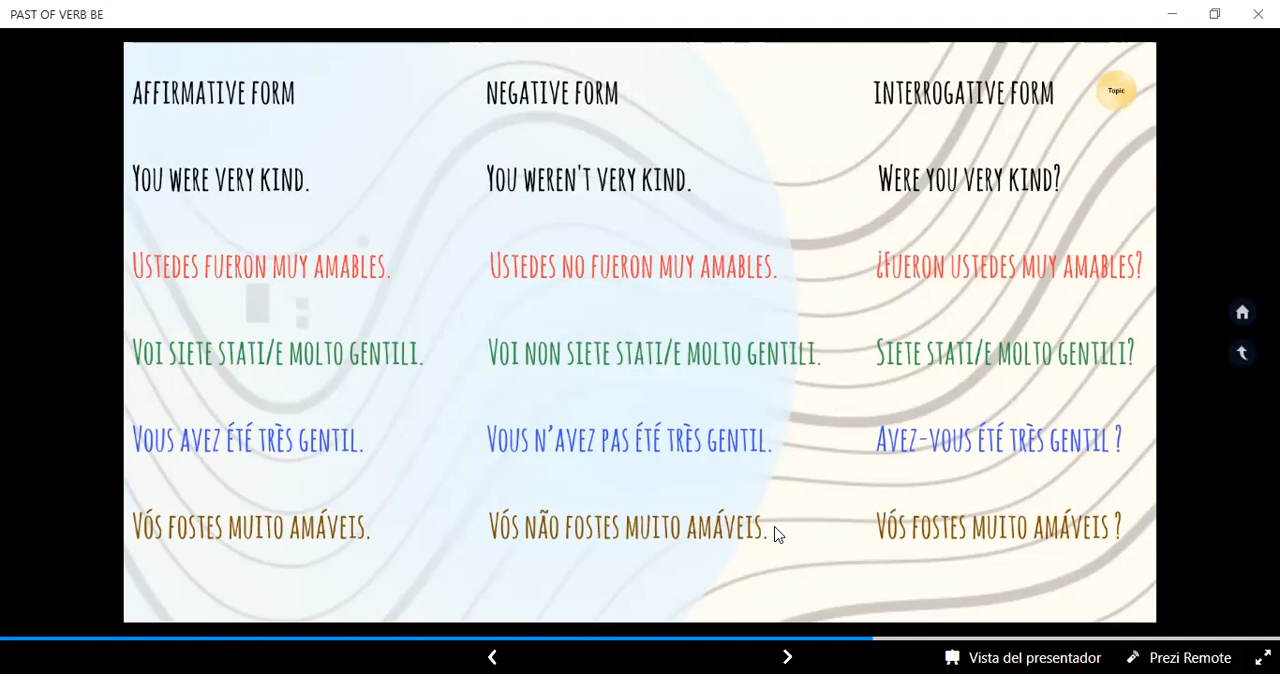 PAST OF VERB BE
AFFIRMATIVE FORM NEGATIVE FORM INTERROGATIVE FORM Topic
YOU WERE VERY KIND. YOU WEREN'T VERY KIND. WERE YOU VERY KIND?
USTEDES FUERON MUY AMABLES. USTEDES NO FUERON MUY AMABLES. ¿FUERON USTEDES MUY AMABLES?
VOI SIETE STATI/E MOLTO GENTILI. VOI NON SIETE STATI/E MOLTO GENTILI. SIETE STATI/E MOLTO GENTILI?
VOUS AVEZ ÉTÉ TRÈS GENTIL. VOUS N’AVEZ PAS ÉTÉ TRÈS GENTIL. AVEZ-VOUS ÉTÉ TRÈS GENTIL ?
VÓS FOSTES MUITO AMÁVEIS. VÓS NÃO FOSTES MUITO AMÁVEIS. VÓS FOSTES MUITO AMÁVEIS ?
Vista del presentador Prezi Remote